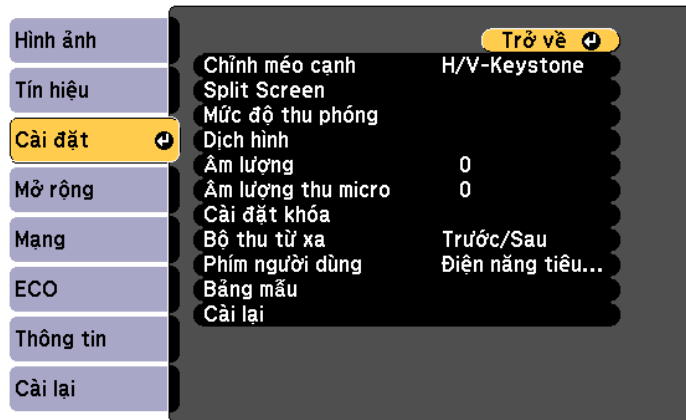 Hình ảnh
Tín hiệu
Cài đặt
Mở rộng
Mạng
ECO
Thông tin
Cài lại
Trở về
Chỉnh méo cạnh H/V-Keystone
Split Screen
Mức độ thu phóng
Dịch hình
Âm lượng 0
Âm lượng thu micro 0
Cài đặt khóa
Bộ thu từ xa Trước/Sau
Phím người dùng Điện năng tiêu...
Bảng mẫu
Cài lại